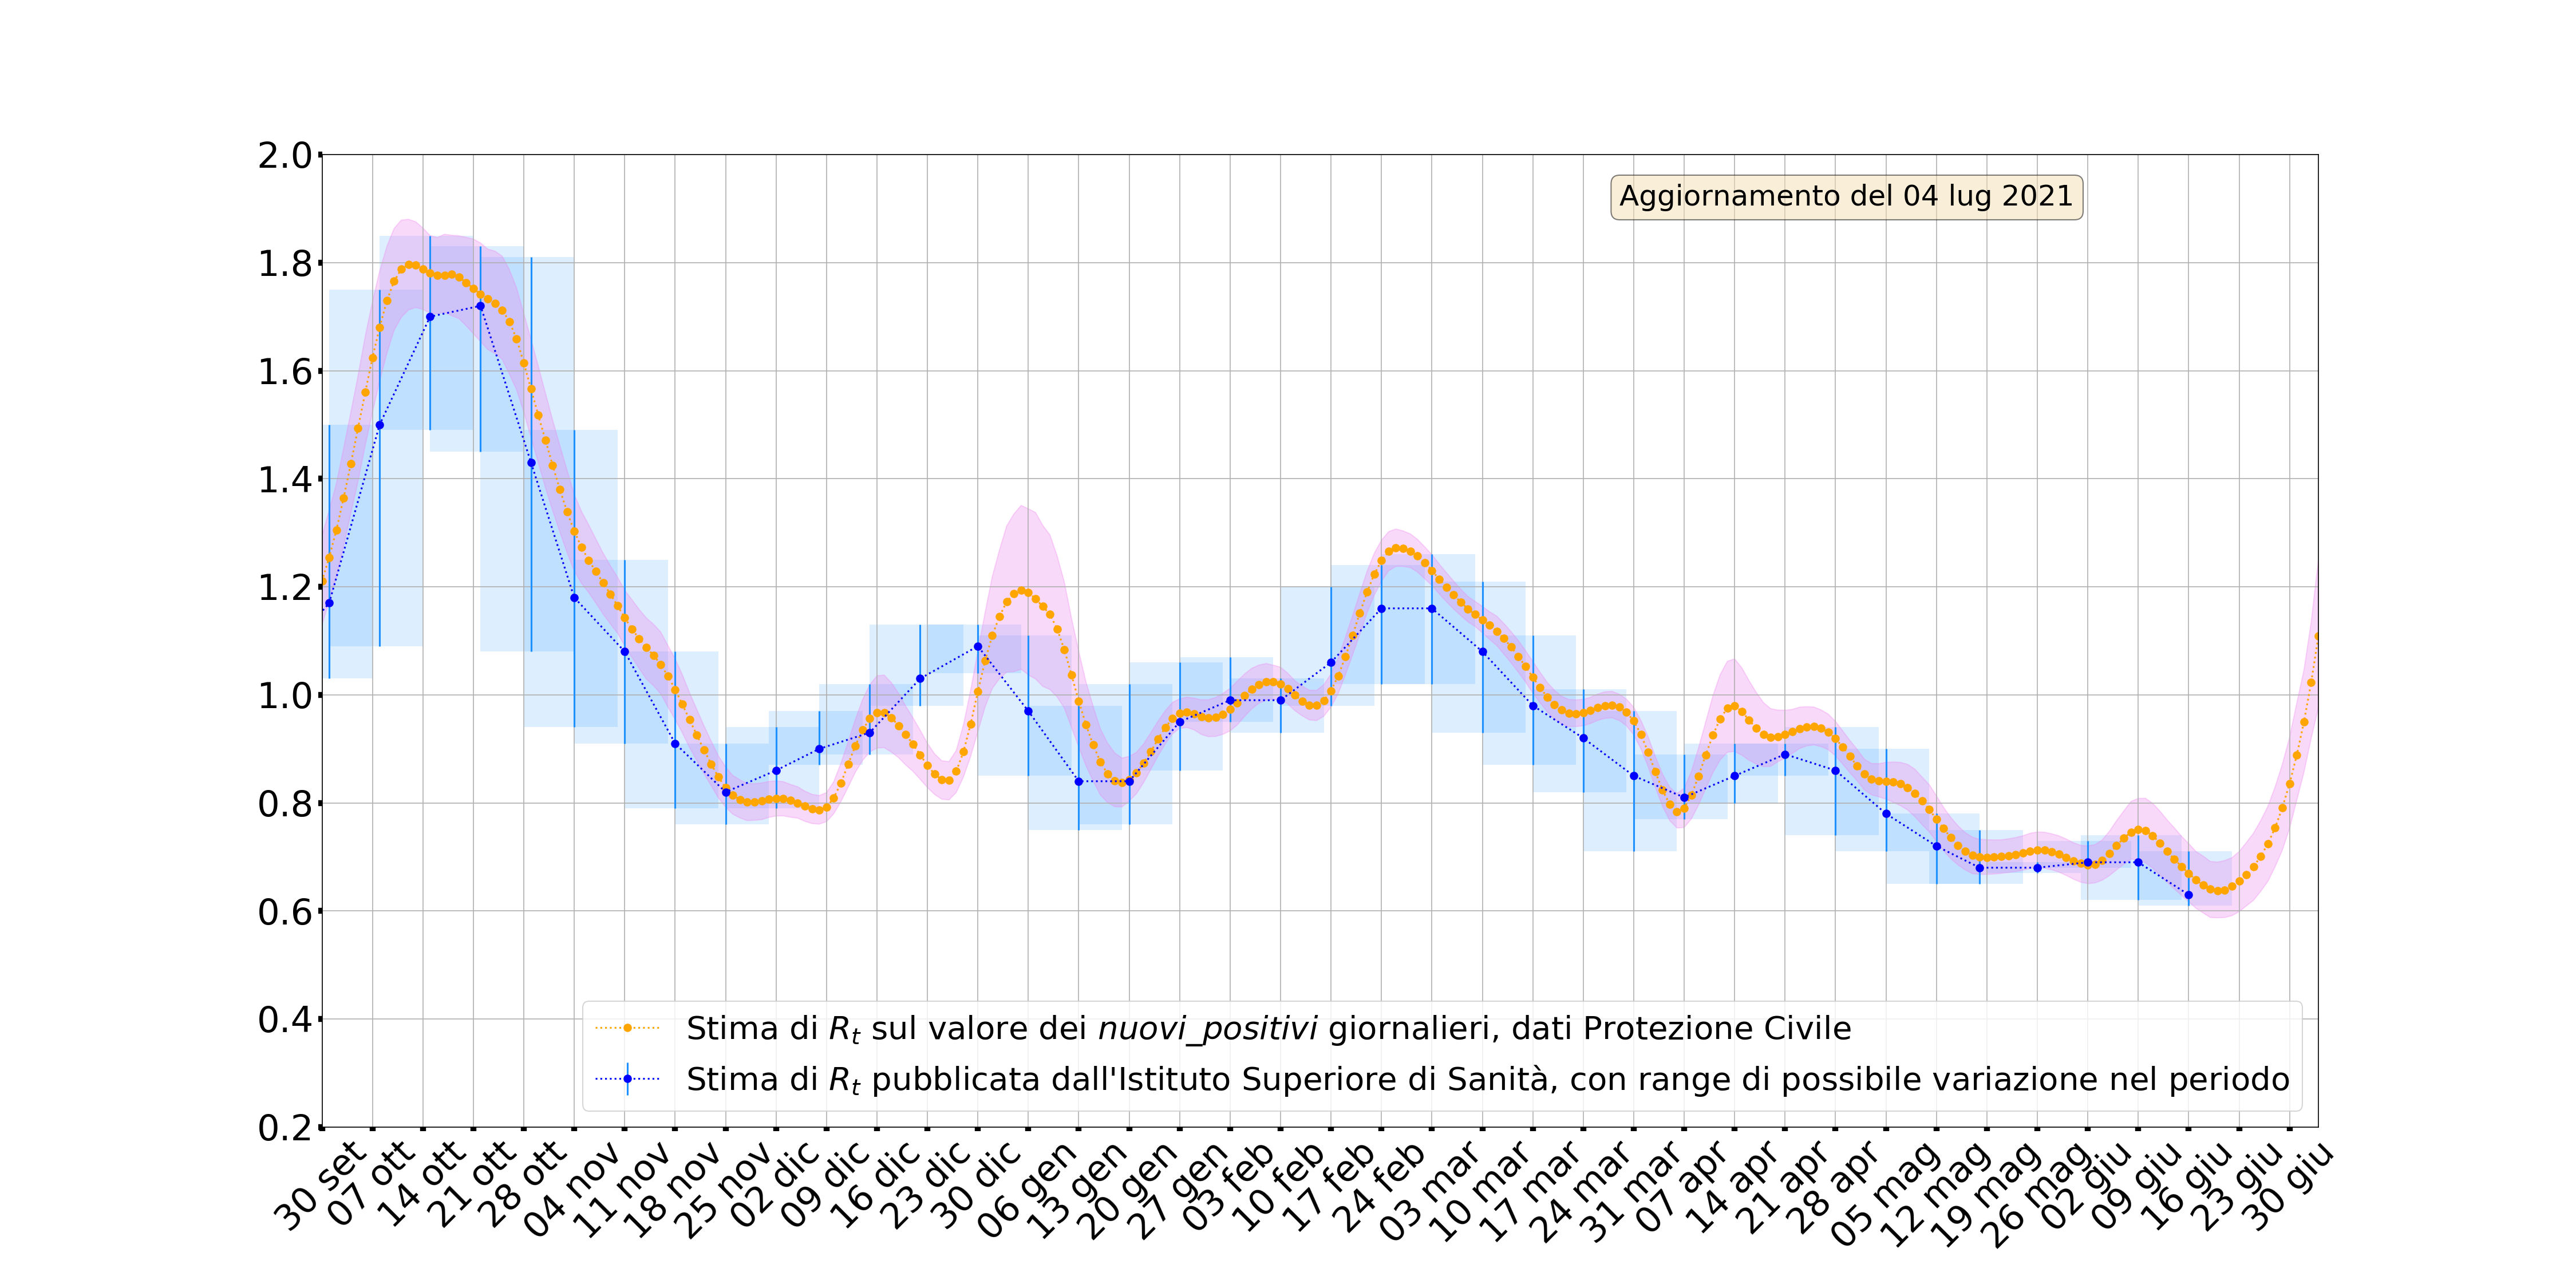 2.0
Aggiornamento del 04 lug 2021
1.8
1.6
1.4
1.2
1.0
0.8
0.6
0.4
Stima di Rt sul valore dei nuovi_positivi giornalieri, dati Protezione Civile
Stima di Rt pubblicata dall'Istituto Superiore di Sanità, con range di possibile variazione nel periodo
0.2
30 set
07 ott
14 ott
21 ott
28 ott
04 nov
11 nov
18 nov
25 nov
02 dic
09 dic
16 dic
23 dic
30 dic
06 gen
13 gen
20 gen
27 gen
03 feb
10 feb
17 feb
24 feb
03 mar
10 mar
17 mar
24 mar
31 mar
07 apr
14 apr
21 apr
28 apr
05 mag
12 mag
19 mag
26 mag
02 giu
09 giu
16 giu
23 giu
30 giu